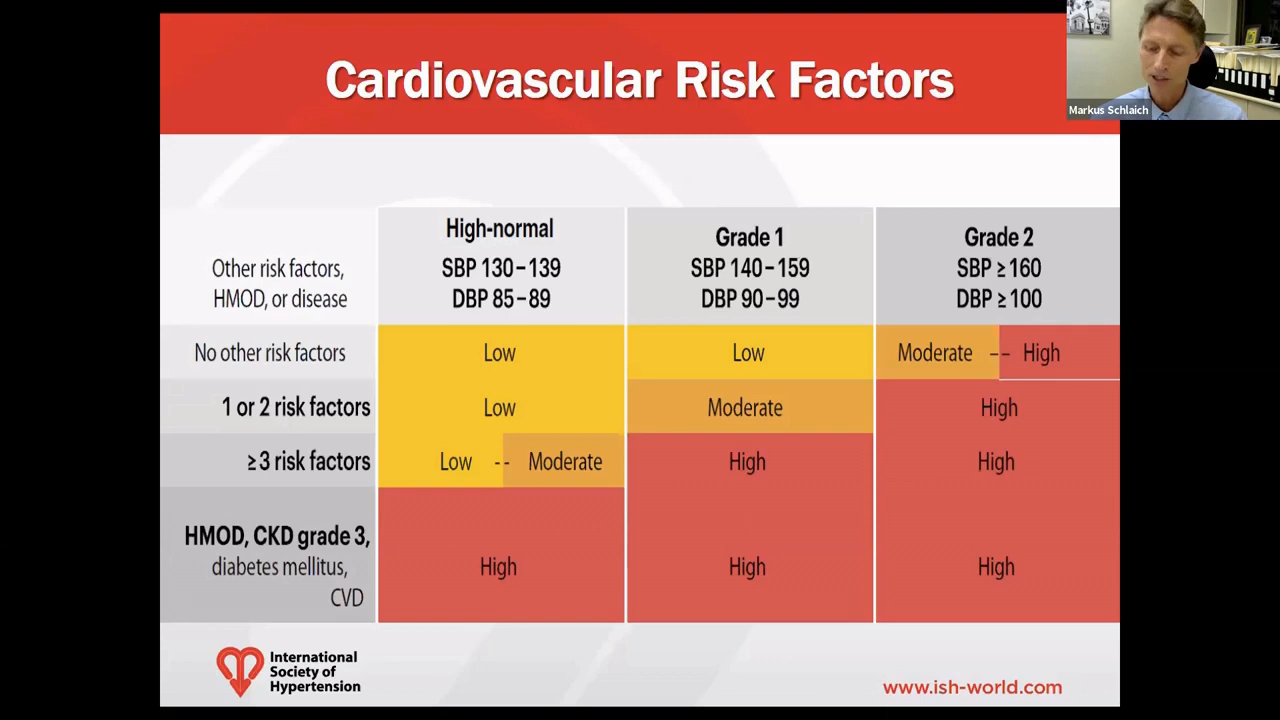 Cardiovascular Risk Factors
Markus Schlaich
Other risk factors,
HMOD, or disease
High-normal
SBP 130–139
DBP 85–89
Grade 1
SBP 140–159
DBP 90–99
Grade 2
SBP ≥ 160
DBP ≥ 100
No other risk factors
Low
Low
Moderate -- High
1 or 2 risk factors
Low
Moderate
High
≥ 3 risk factors
Low -- Moderate
High
High
HMOD, CKD grade 3,
diabetes mellitus,
CVD
High
High
High
International
Society of
Hypertension
www.ish-world.com